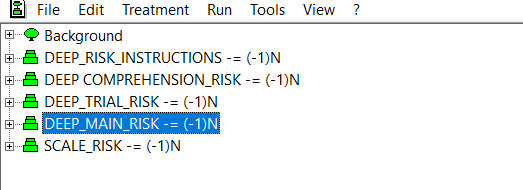 File Edit Treatment Run Tools View ?
Background
DEEP_RISK_INSTRUCTIONS -= (-1)N
DEEP COMPREHENSION_RISK -= (-1)N
DEEP_TRIAL_RISK -= (-1)N
DEEP_MAIN_RISK -= (-1)N
SCALE_RISK -= (-1)N